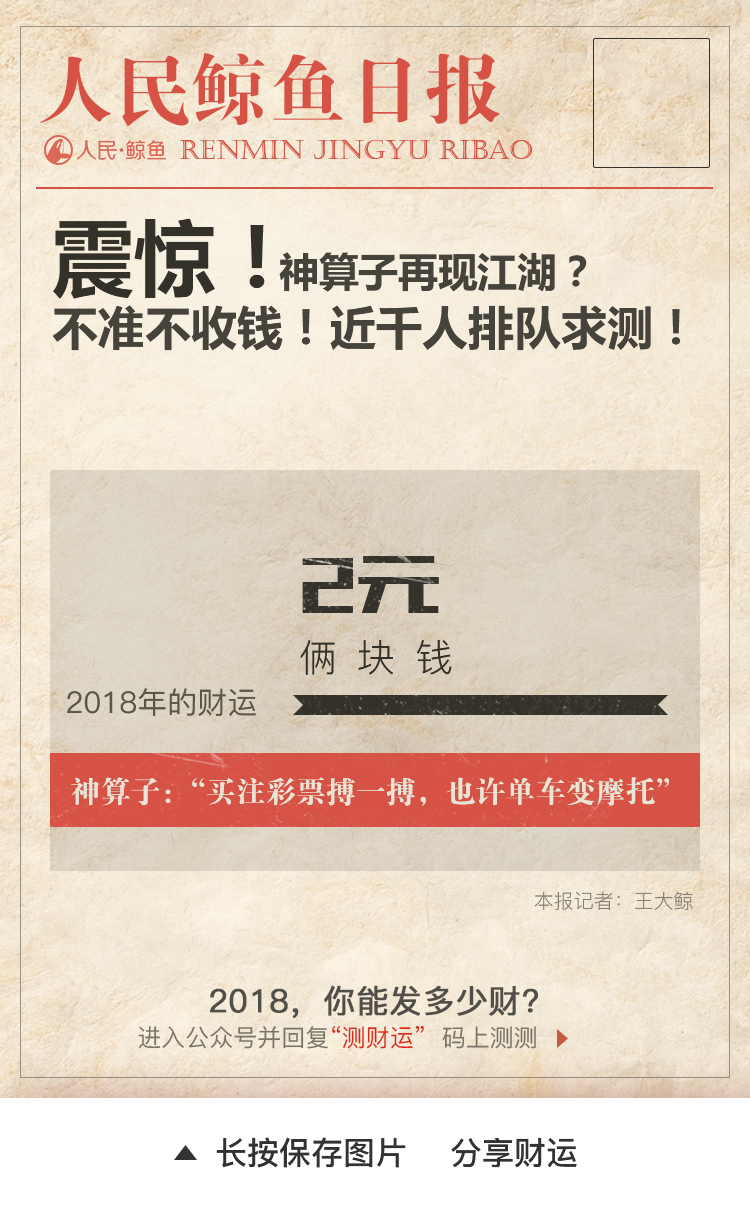 人民鲸鱼日报
人民·鲸鱼 RENMIN JINGYU RIBAO
震惊！神算子再现江湖？
不准不收钱！近千人排队求测！
2元
俩块钱
2018年的财运
神算子：“买注彩票搏一搏，也许单车变摩托”
本报记者：王大鲸
2018，你能发多少财？
进入公众号并回复“测财运” 码上测测
长按保存图片 分享财运